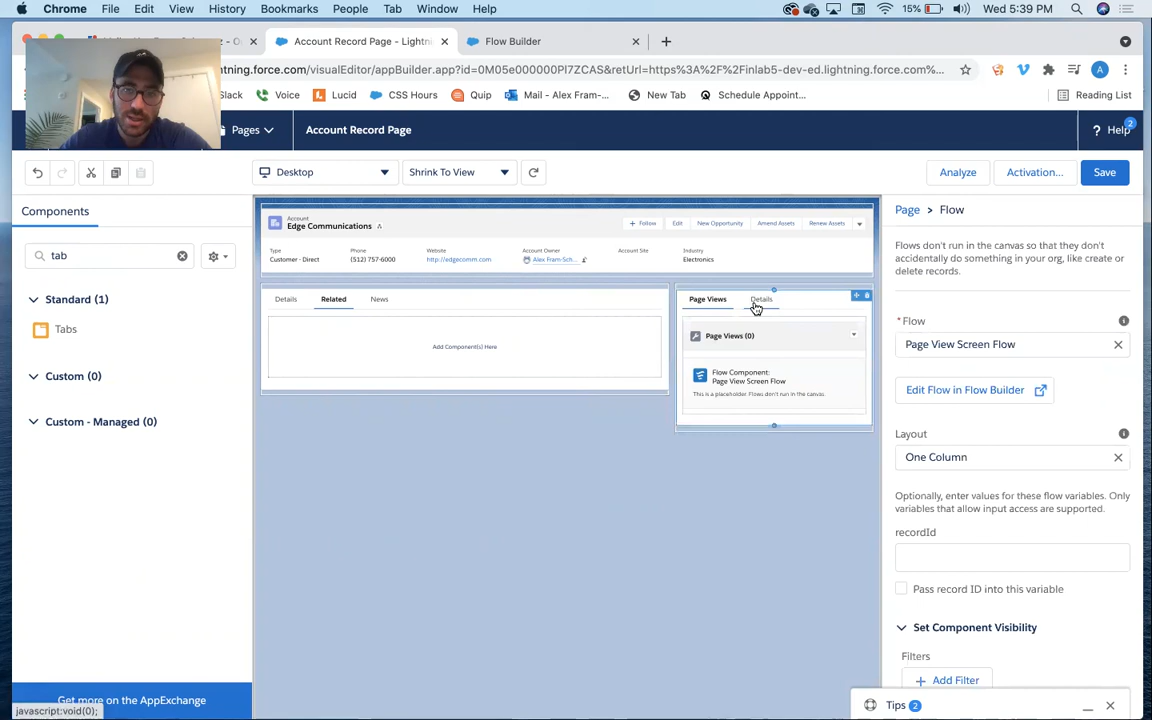 Chrome File Edit View History Bookmarks People Tab Window Help 15% Wed 5:39 PM
Account Record Page - Lightni Flow Builder
htning.force.com/visualEditor/appBuilder.app?id=0M05e000000PI7ZCAS&retUrl=https%3A%2F%2Finlab5-dev-ed.lightning.force.com%...
Slack Voice Lucid CSS Hours Quip Mail - Alex Fram-... New Tab Schedule Appoint... Reading List
Pages Account Record Page ? Help 2
Desktop Shrink To View Analyze Activation... Save
Components
tab
Standard (1)
Tabs
Custom (0)
Custom - Managed (0)
Get more on the AppExchange
javascript:void(0);
Account
Edge Communications
+ Follow Edit New Opportunity Amend Assets Renew Assets
Type Phone Website Account Owner Account Site Industry
Customer - Direct (512) 757-6000 http://edgecomm.com Alex Fram-Sch... Electronics
Details Related News
Add Component(s) Here
Page Views Details
Page Views (0)
Flow Component:
Page View Screen Flow
This is a placeholder. Flows don't run in the canvas.
Page > Flow
Flows don't run in the canvas so that they don't
accidentally do something in your org, like create or
delete records.
* Flow
Page View Screen Flow
Edit Flow in Flow Builder
Layout
One Column
Optionally, enter values for these flow variables. Only
variables that allow input access are supported.
recordId
Pass record ID into this variable
Set Component Visibility
Filters
+ Add Filter
Tips 2